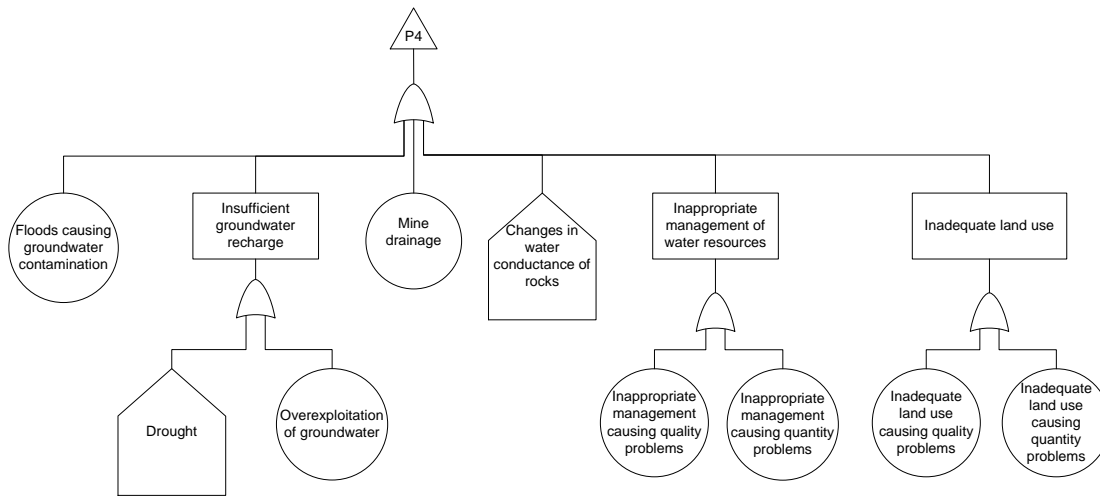 P4
Floods causing
groundwater
contamination
Insufficient
groundwater
recharge
Mine
drainage
Changes in
water
conductance of
rocks
Inappropriate
management of
water resources
Inadequate land use
Drought
Overexploitation
of groundwater
Inappropriate
management
causing quality
problems
Inappropriate
management
causing quantity
problems
Inadequate
land use
causing quality
problems
Inadequate
land use
causing
quantity
problems